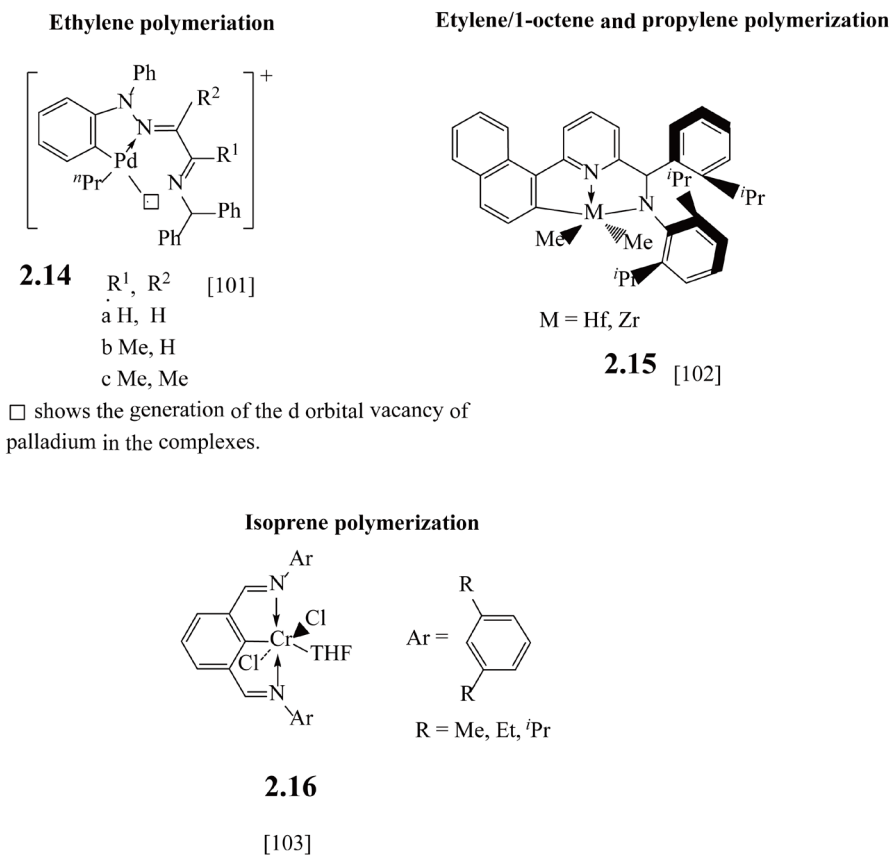 Ethylene polymeriation
Ph
+
N
R²
N
R¹
Pd
ⁿPr
N
Ph
Ph
2.14
R¹, R² [101]
a H, H
b Me, H
c Me, Me
□ shows the generation of the d orbital vacancy of
palladium in the complexes.
Etylene/1-octene and propylene polymerization
N
ⁱPr
ⁱPr
M
N
Me
Me
ⁱPr
M = Hf, Zr
2.15 [102]
Isoprene polymerization
Ar
N
Cl
Cr
Cl
THF
N
Ar
R
Ar =
R
R = Me, Et, ⁱPr
2.16
[103]